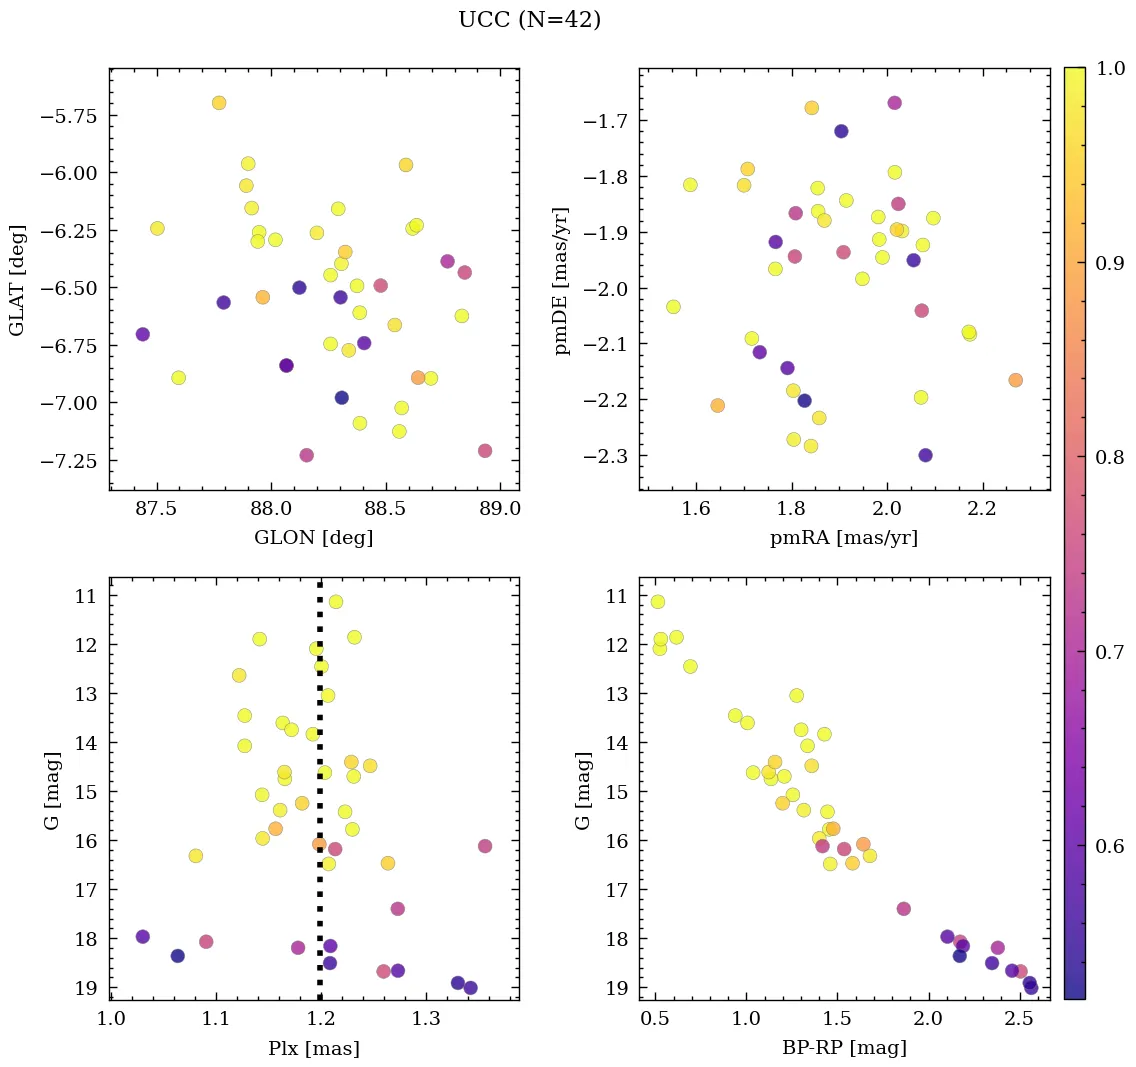 UCC (N=42)
−5.75
−6.00
−6.25
−6.50
−6.75
−7.00
−7.25
GLAT [deg]
87.5 88.0 88.5 89.0
GLON [deg]
−1.7
−1.8
−1.9
−2.0
−2.1
−2.2
−2.3
pmDE [mas/yr]
1.6 1.8 2.0 2.2
pmRA [mas/yr]
11
12
13
14
15
16
17
18
19
G [mag]
1.0 1.1 1.2 1.3
Plx [mas]
11
12
13
14
15
16
17
18
19
G [mag]
0.5 1.0 1.5 2.0 2.5
BP-RP [mag]
1.0
0.9
0.8
0.7
0.6